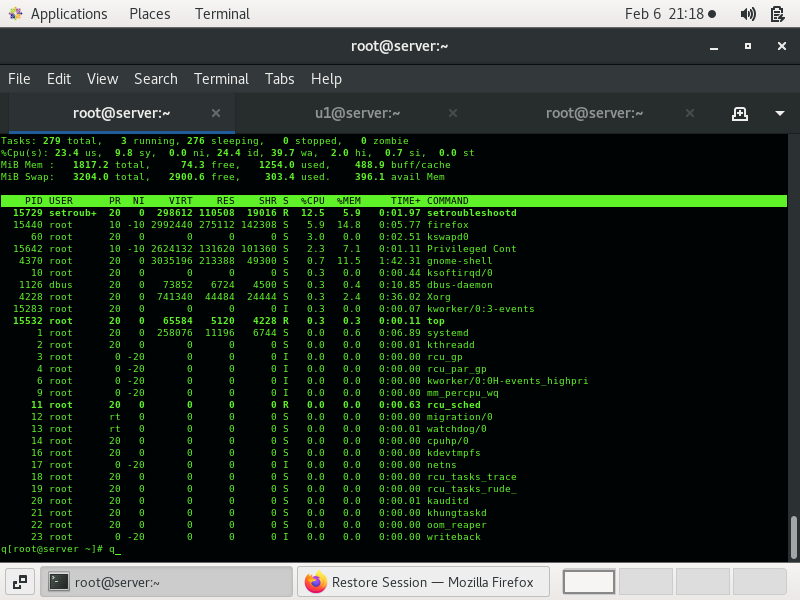 Applications Places Terminal Feb 6 21:18
root@server:~
File Edit View Search Terminal Tabs Help
root@server:~ u1@server:~ root@server:~
Tasks: 279 total, 3 running, 276 sleeping, 0 stopped, 0 zombie
%Cpu(s): 23.4 us, 9.8 sy, 0.0 ni, 24.4 id, 39.7 wa, 2.0 hi, 0.7 si, 0.0 st
MiB Mem : 1817.2 total, 74.3 free, 1254.0 used, 488.9 buff/cache
MiB Swap: 3204.0 total, 2900.6 free, 303.4 used. 396.1 avail Mem
PID USER PR NI VIRT RES SHR S %CPU %MEM TIME+ COMMAND
15729 setroub+ 20 0 298612 110508 19016 R 12.5 5.9 0:01.97 setroubleshootd
15440 root 10 -10 2992440 275112 142308 S 5.9 14.8 0:05.77 firefox
60 root 20 0 0 0 0 S 3.0 0.0 0:02.51 kswapd0
15642 root 10 -10 2624132 131620 101360 S 2.3 7.1 0:01.11 Privileged Cont
4370 root 20 0 3035196 213388 49300 S 0.7 11.5 1:42.31 gnome-shell
10 root 20 0 0 0 0 S 0.3 0.0 0:00.44 ksoftirqd/0
1126 dbus 20 0 73852 6724 4500 S 0.3 0.4 0:10.85 dbus-daemon
4228 root 20 0 741340 44484 24444 S 0.3 2.4 0:36.02 Xorg
15283 root 20 0 0 0 0 I 0.3 0.0 0:00.07 kworker/0:3-events
15532 root 20 0 65584 5120 4228 R 0.3 0.3 0:00.11 top
1 root 20 0 258076 11196 6744 S 0.0 0.6 0:06.89 systemd
2 root 20 0 0 0 0 S 0.0 0.0 0:00.01 kthreadd
3 root 0 -20 0 0 0 I 0.0 0.0 0:00.00 rcu_gp
4 root 0 -20 0 0 0 I 0.0 0.0 0:00.00 rcu_par_gp
6 root 0 -20 0 0 0 I 0.0 0.0 0:00.00 kworker/0:0H-events_highpri
9 root 0 -20 0 0 0 I 0.0 0.0 0:00.00 mm_percpu_wq
11 root 20 0 0 0 0 R 0.0 0.0 0:00.63 rcu_sched
12 root rt 0 0 0 0 S 0.0 0.0 0:00.00 migration/0
13 root rt 0 0 0 0 S 0.0 0.0 0:00.01 watchdog/0
14 root 20 0 0 0 0 S 0.0 0.0 0:00.00 cpuhp/0
16 root 20 0 0 0 0 S 0.0 0.0 0:00.00 kdevtmpfs
17 root 0 -20 0 0 0 I 0.0 0.0 0:00.00 netns
18 root 20 0 0 0 0 S 0.0 0.0 0:00.00 rcu_tasks_trace
19 root 20 0 0 0 0 S 0.0 0.0 0:00.00 rcu_tasks_rude_
20 root 20 0 0 0 0 S 0.0 0.0 0:00.01 kauditd
21 root 20 0 0 0 0 S 0.0 0.0 0:00.00 khungtaskd
22 root 20 0 0 0 0 S 0.0 0.0 0:00.00 oom_reaper
23 root 0 -20 0 0 0 I 0.0 0.0 0:00.00 writeback
q[root@server ~]# q_
root@server:~ Restore Session — Mozilla Firefox